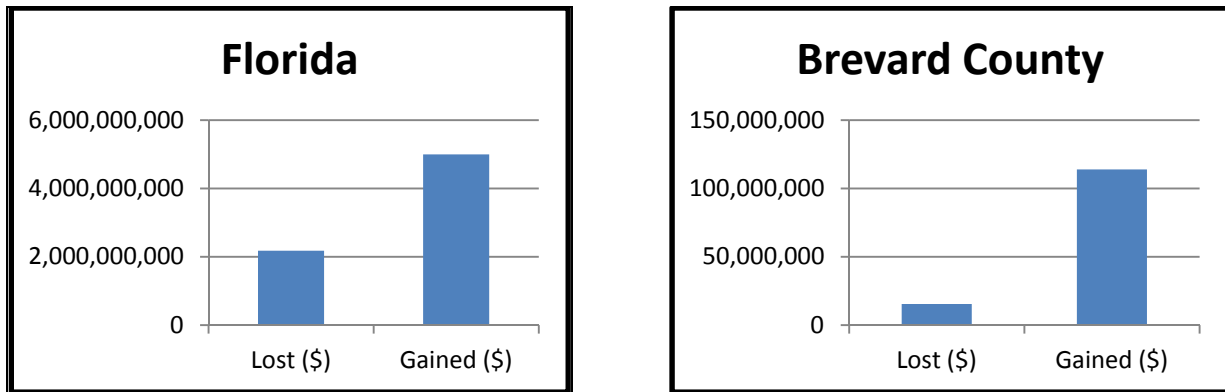 Florida
6,000,000,000
4,000,000,000
2,000,000,000
0
Lost ($) Gained ($)
Brevard County
150,000,000
100,000,000
50,000,000
0
Lost ($) Gained ($)